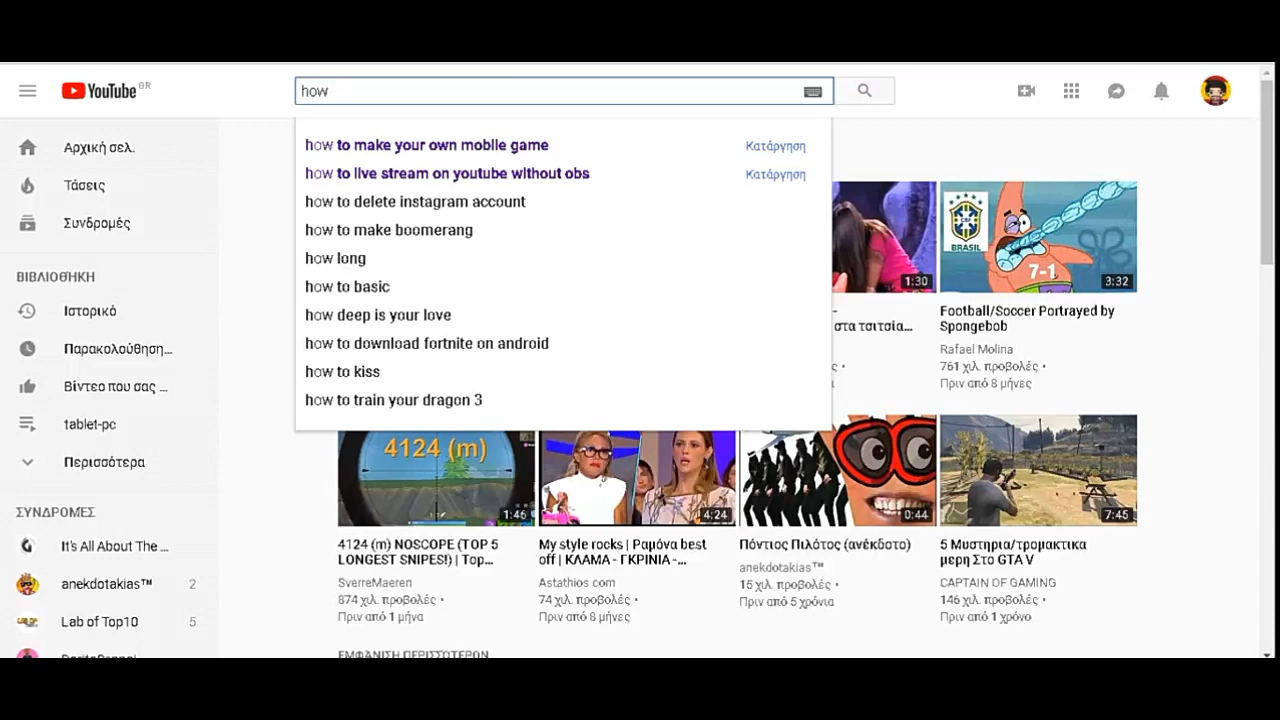 YouTube GR
how
how to make your own mobile game Κατάργηση
how to live stream on youtube without obs Κατάργηση
how to delete instagram account
how to make boomerang
how long
how to basic
how deep is your love
how to download fortnite on android
how to kiss
how to train your dragon 3
Αρχική σελ.
Τάσεις
Συνδρομές
ΒΙΒΛΙΟΘΗΚΗ
Ιστορικό
Παρακολούθηση...
Βίντεο που σας ...
tablet-pc
Περισσότερα
ΣΥΝΔΡΟΜΈΣ
It's All About The ...
anekdotakias™ 2
Lab of Top10 5
1:30
στα τσιτσία...
BRASIL
7-1
3:32
Football/Soccer Portrayed by
Spongebob
Rafael Molina
761 χιλ. προβολές •
Πριν από 8 μήνες
4124 (m)
1:46
4124 (m) NOSCOPE (TOP 5
LONGEST SNIPES!) | Top...
SverreMaeren
874 χιλ. προβολές •
Πριν από 1 μήνα
4:24
My style rocks | Ραμόνα best
off | ΚΛΑΜΑ - ΓΚΡΙΝΙΑ -...
Astathios com
74 χιλ. προβολές •
Πριν από 8 μήνες
0:44
Πόντιος Πιλότος (ανέκδοτο)
anekdotakias™
15 χιλ. προβολές •
Πριν από 5 χρόνια
7:45
5 Μυστηρια/τρομακτικα
μερη Στο GTA V
CAPTAIN OF GAMING
146 χιλ. προβολές •
Πριν από 1 χρόνο
ΕΜΦΆΝΙΣΗ ΠΕΡΙΣΣΌΤΕΡΩΝ